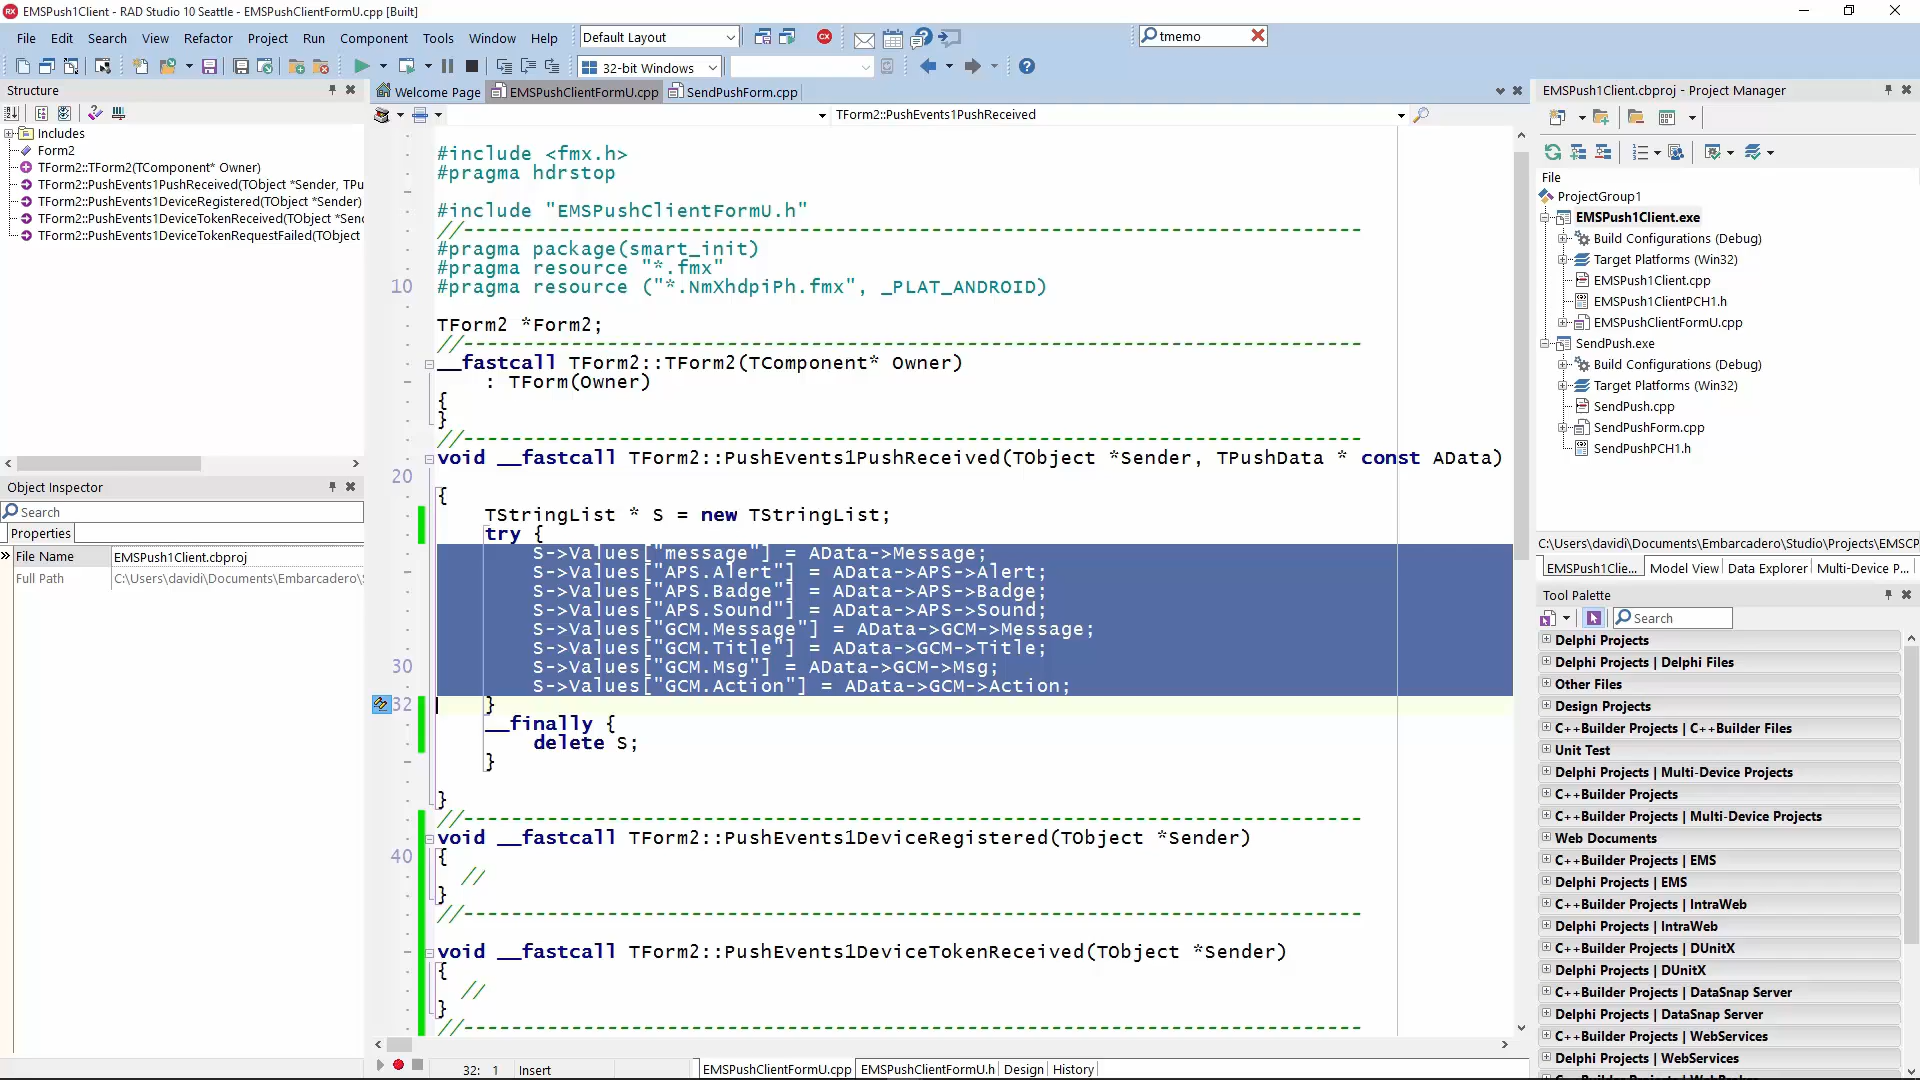 EMSPush1Client - RAD Studio 10 Seattle - EMSPushClientFormU.cpp [Built]
File Edit Search View Refactor Project Run Component Tools Window Help
Default Layout
tmemo
32-bit Windows
Structure
Includes
Form2
TForm2::TForm2(TComponent* Owner)
TForm2::PushEvents1PushReceived(TObject *Sender, TPu
TForm2::PushEvents1DeviceRegistered(TObject *Sender)
TForm2::PushEvents1DeviceTokenReceived(TObject *Senc
TForm2::PushEvents1DeviceTokenRequestFailed(TObject
Object Inspector
Search
Properties
File Name EMSPush1Client.cbproj
Full Path C:\Users\davidi\Documents\Embarcadero\
Welcome Page EMSPushClientFormU.cpp SendPushForm.cpp
TForm2::PushEvents1PushReceived
#include <fmx.h>
#pragma hdrstop
#include "EMSPushClientFormU.h"
//---------------------------------------------------------------------------
#pragma package(smart_init)
#pragma resource "*.fmx"
10 #pragma resource ("*.NmXhdpiPh.fmx", _PLAT_ANDROID)
TForm2 *Form2;
//---------------------------------------------------------------------------
__fastcall TForm2::TForm2(TComponent* Owner)
: TForm(Owner)
{
}
//---------------------------------------------------------------------------
void __fastcall TForm2::PushEvents1PushReceived(TObject *Sender, TPushData * const AData)
20
{
TStringList * S = new TStringList;
try {
S->Values["message"] = AData->Message;
S->Values["APS.Alert"] = AData->APS->Alert;
S->Values["APS.Badge"] = AData->APS->Badge;
S->Values["APS.Sound"] = AData->APS->Sound;
S->Values["GCM.Message"] = AData->GCM->Message;
S->Values["GCM.Title"] = AData->GCM->Title;
30 S->Values["GCM.Msg"] = AData->GCM->Msg;
S->Values["GCM.Action"] = AData->GCM->Action;
32 }
__finally {
delete S;
}
}
//---------------------------------------------------------------------------
void __fastcall TForm2::PushEvents1DeviceRegistered(TObject *Sender)
40 {
//
}
//---------------------------------------------------------------------------
void __fastcall TForm2::PushEvents1DeviceTokenReceived(TObject *Sender)
{
//
}
//---------------------------------------------------------------------------
32: 1 Insert
EMSPushClientFormU.cpp EMSPushClientFormU.h Design History
EMSPush1Client.cbproj - Project Manager
File
ProjectGroup1
EMSPush1Client.exe
Build Configurations (Debug)
Target Platforms (Win32)
EMSPush1Client.cpp
EMSPush1ClientPCH1.h
EMSPushClientFormU.cpp
SendPush.exe
Build Configurations (Debug)
Target Platforms (Win32)
SendPush.cpp
SendPushForm.cpp
SendPushPCH1.h
C:\Users\davidi\Documents\Embarcadero\Studio\Projects\EMSCP
EMSPush1Clie... Model View Data Explorer Multi-Device P...
Tool Palette
Search
Delphi Projects
Delphi Projects | Delphi Files
Other Files
Design Projects
C++Builder Projects | C++Builder Files
Unit Test
Delphi Projects | Multi-Device Projects
C++Builder Projects
C++Builder Projects | Multi-Device Projects
Web Documents
C++Builder Projects | EMS
Delphi Projects | EMS
C++Builder Projects | IntraWeb
Delphi Projects | IntraWeb
C++Builder Projects | DUnitX
Delphi Projects | DUnitX
C++Builder Projects | DataSnap Server
Delphi Projects | DataSnap Server
C++Builder Projects | WebServices
Delphi Projects | WebServices